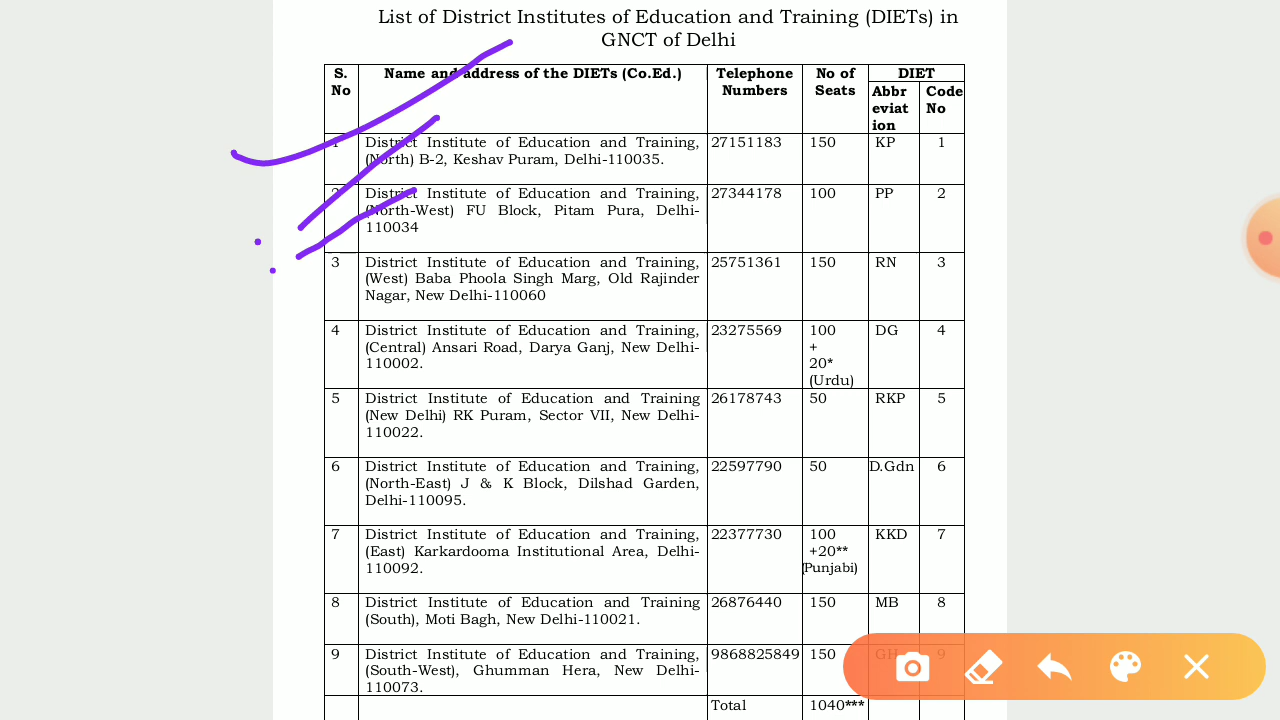 List of District Institutes of Education and Training (DIETs) in
GNCT of Delhi
S. No
Name and address of the DIETs (Co.Ed.)
Telephone Numbers
No of Seats
DIET
Abbr eviat ion
Code No
1
District Institute of Education and Training,
(North) B-2, Keshav Puram, Delhi-110035.
27151183
150
KP
1
2
District Institute of Education and Training,
(North-West) FU Block, Pitam Pura, Delhi-
110034
27344178
100
PP
2
3
District Institute of Education and Training,
(West) Baba Phoola Singh Marg, Old Rajinder
Nagar, New Delhi-110060
25751361
150
RN
3
4
District Institute of Education and Training,
(Central) Ansari Road, Darya Ganj, New Delhi-
110002.
23275569
100
+
20*
(Urdu)
DG
4
5
District Institute of Education and Training
(New Delhi) RK Puram, Sector VII, New Delhi-
110022.
26178743
50
RKP
5
6
District Institute of Education and Training,
(North-East) J & K Block, Dilshad Garden,
Delhi-110095.
22597790
50
D.Gdn
6
7
District Institute of Education and Training,
(East) Karkardooma Institutional Area, Delhi-
110092.
22377730
100
+20**
(Punjabi)
KKD
7
8
District Institute of Education and Training
(South), Moti Bagh, New Delhi-110021.
26876440
150
MB
8
9
District Institute of Education and Training,
(South-West), Ghumman Hera, New Delhi-
110073.
9868825849
150
GH
9
Total
1040***